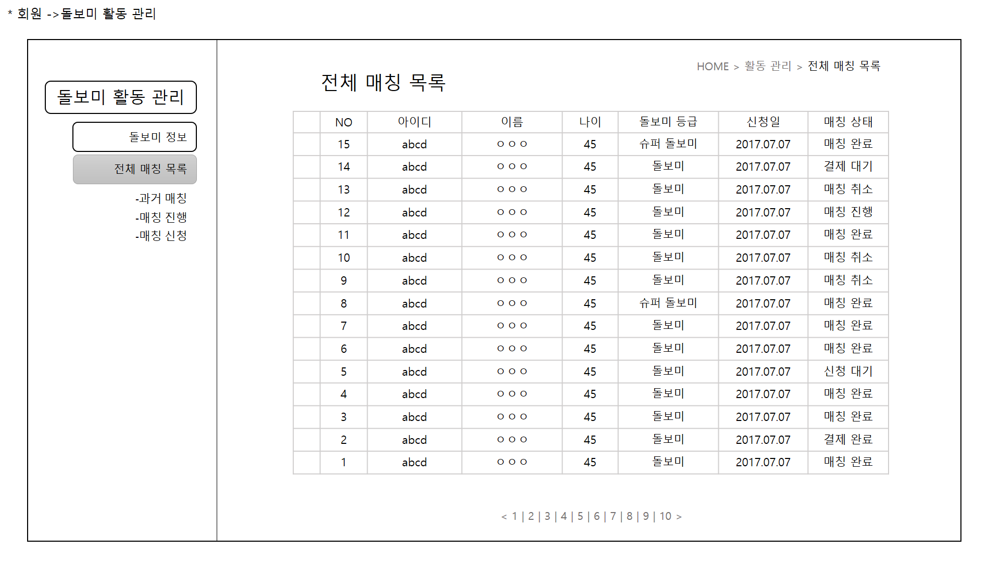 * 회원 ->돌보미 활동 관리
돌보미 활동 관리
돌보미 정보
전체 매칭 목록
-과거 매칭
-매칭 진행
-매칭 신청
HOME > 활동 관리 > 전체 매칭 목록
전체 매칭 목록
NO 아이디 이름 나이 돌보미 등급 신청일 매칭 상태
15 abcd ㅇㅇㅇ 45 슈퍼 돌보미 2017.07.07 매칭 완료
14 abcd ㅇㅇㅇ 45 돌보미 2017.07.07 결제 대기
13 abcd ㅇㅇㅇ 45 돌보미 2017.07.07 매칭 취소
12 abcd ㅇㅇㅇ 45 돌보미 2017.07.07 매칭 진행
11 abcd ㅇㅇㅇ 45 돌보미 2017.07.07 매칭 완료
10 abcd ㅇㅇㅇ 45 돌보미 2017.07.07 매칭 취소
9 abcd ㅇㅇㅇ 45 돌보미 2017.07.07 매칭 취소
8 abcd ㅇㅇㅇ 45 슈퍼 돌보미 2017.07.07 매칭 완료
7 abcd ㅇㅇㅇ 45 돌보미 2017.07.07 매칭 완료
6 abcd ㅇㅇㅇ 45 돌보미 2017.07.07 매칭 완료
5 abcd ㅇㅇㅇ 45 돌보미 2017.07.07 신청 대기
4 abcd ㅇㅇㅇ 45 돌보미 2017.07.07 매칭 완료
3 abcd ㅇㅇㅇ 45 돌보미 2017.07.07 매칭 완료
2 abcd ㅇㅇㅇ 45 돌보미 2017.07.07 결제 완료
1 abcd ㅇㅇㅇ 45 돌보미 2017.07.07 매칭 완료
< 1 | 2 | 3 | 4 | 5 | 6 | 7 | 8 | 9 | 10 >